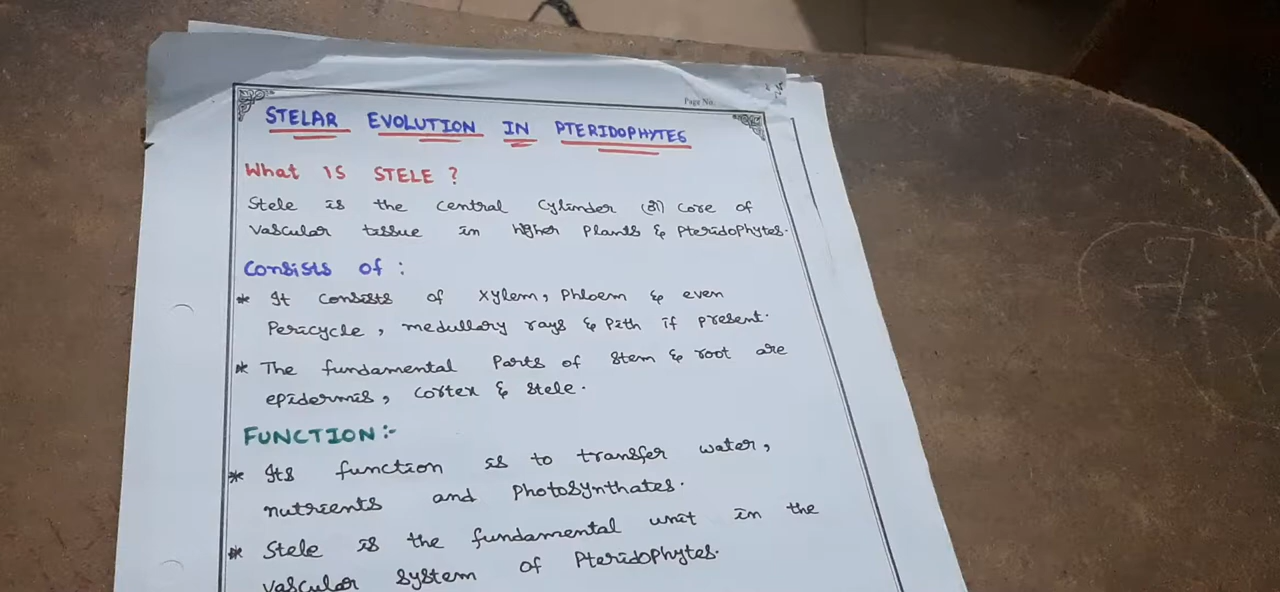 Page No.
STELAR EVOLUTION IN PTERIDOPHYTES
What IS STELE ?
Stele is the central cylinder (or) core of
vascular tissue in higher plants & Pteridophytes.
Consists of :
* It consists of xylem, Phloem & even
Pericycle, medullory rays & Pith if present.
* The fundamental Parts of stem & root are
epidermis, cortex & stele.
FUNCTION :-
* Its function is to transfer water,
nutrients and Photosynthates.
* Stele is the fundamental unit in the
vascular system of Pteridophytes.